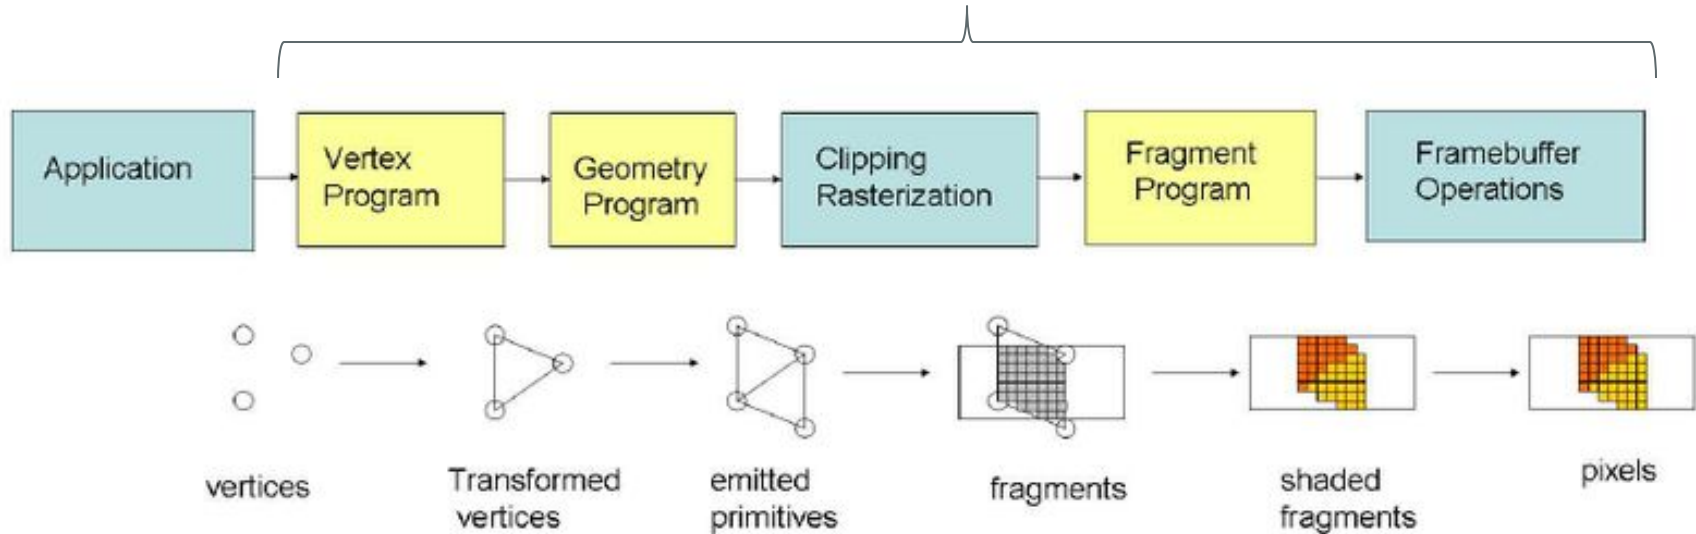 Application
Vertex
Program
Geometry
Program
Clipping
Rasterization
Fragment
Program
Framebuffer
Operations
vertices
Transformed
vertices
emitted
primitives
fragments
shaded
fragments
pixels